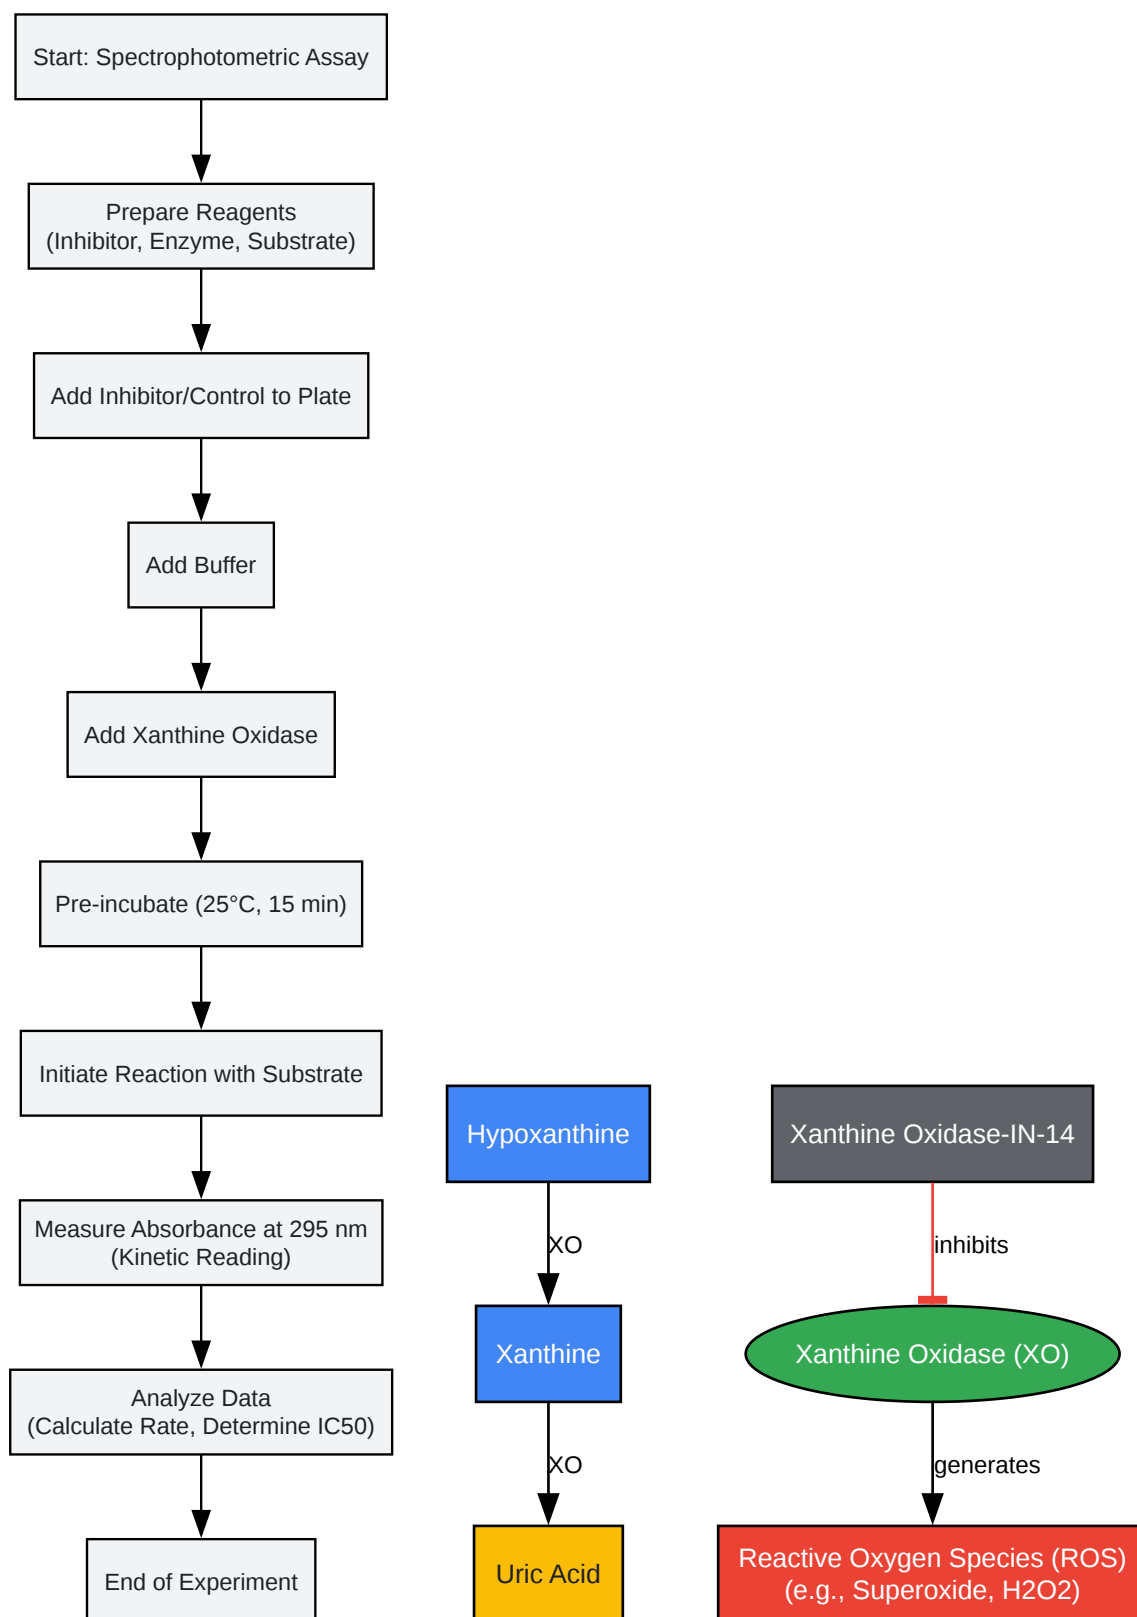 Start: Spectrophotometric Assay
Prepare Reagents
(Inhibitor, Enzyme, Substrate)
Add Inhibitor/Control to Plate
Add Buffer
Add Xanthine Oxidase
Pre-incubate (25°C, 15 min)
Initiate Reaction with Substrate
Measure Absorbance at 295 nm
(Kinetic Reading)
Analyze Data
(Calculate Rate, Determine IC50)
End of Experiment
Hypoxanthine
XO
Xanthine
XO
Uric Acid
Xanthine Oxidase-IN-14
inhibits
Xanthine Oxidase (XO)
generates
Reactive Oxygen Species (ROS)
(e.g., Superoxide, H2O2)